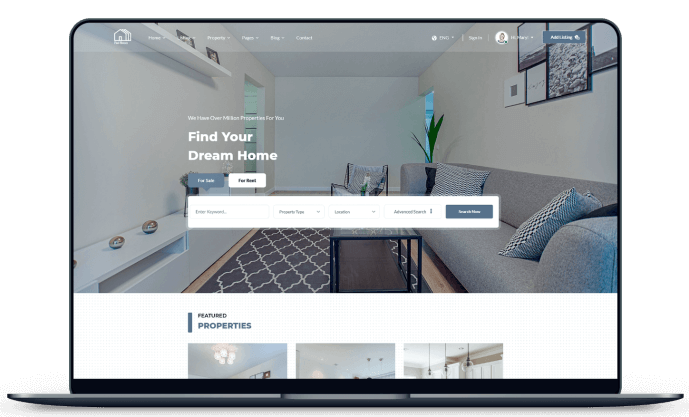 Home
Property
Pages
Blog
Contact
ENG
Sign In
Hi, Mary!
Add Listing
We Have Over Million Properties For You
Find Your
Dream Home
For Sale
For Rent
Enter Keyword...
Property Type
Location
Advanced Search
Search Now
FEATURED
PROPERTIES